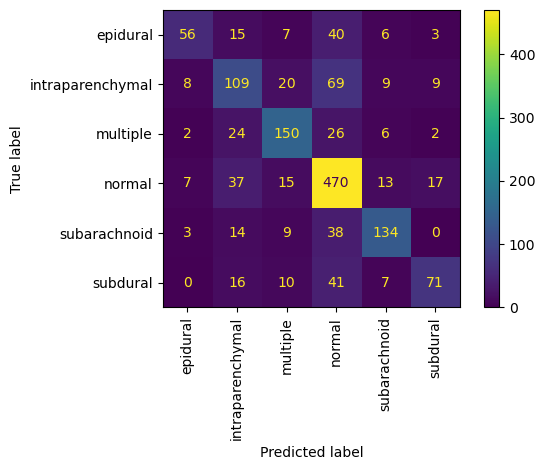 True label
epidural 56 15 7 40 6 3
intraparenchymal 8 109 20 69 9 9
multiple 2 24 150 26 6 2
normal 7 37 15 470 13 17
subarachnoid 3 14 9 38 134 0
subdural 0 16 10 41 7 71
epidural
intraparenchymal
multiple
normal
subarachnoid
subdural
Predicted label
400
300
200
100
0